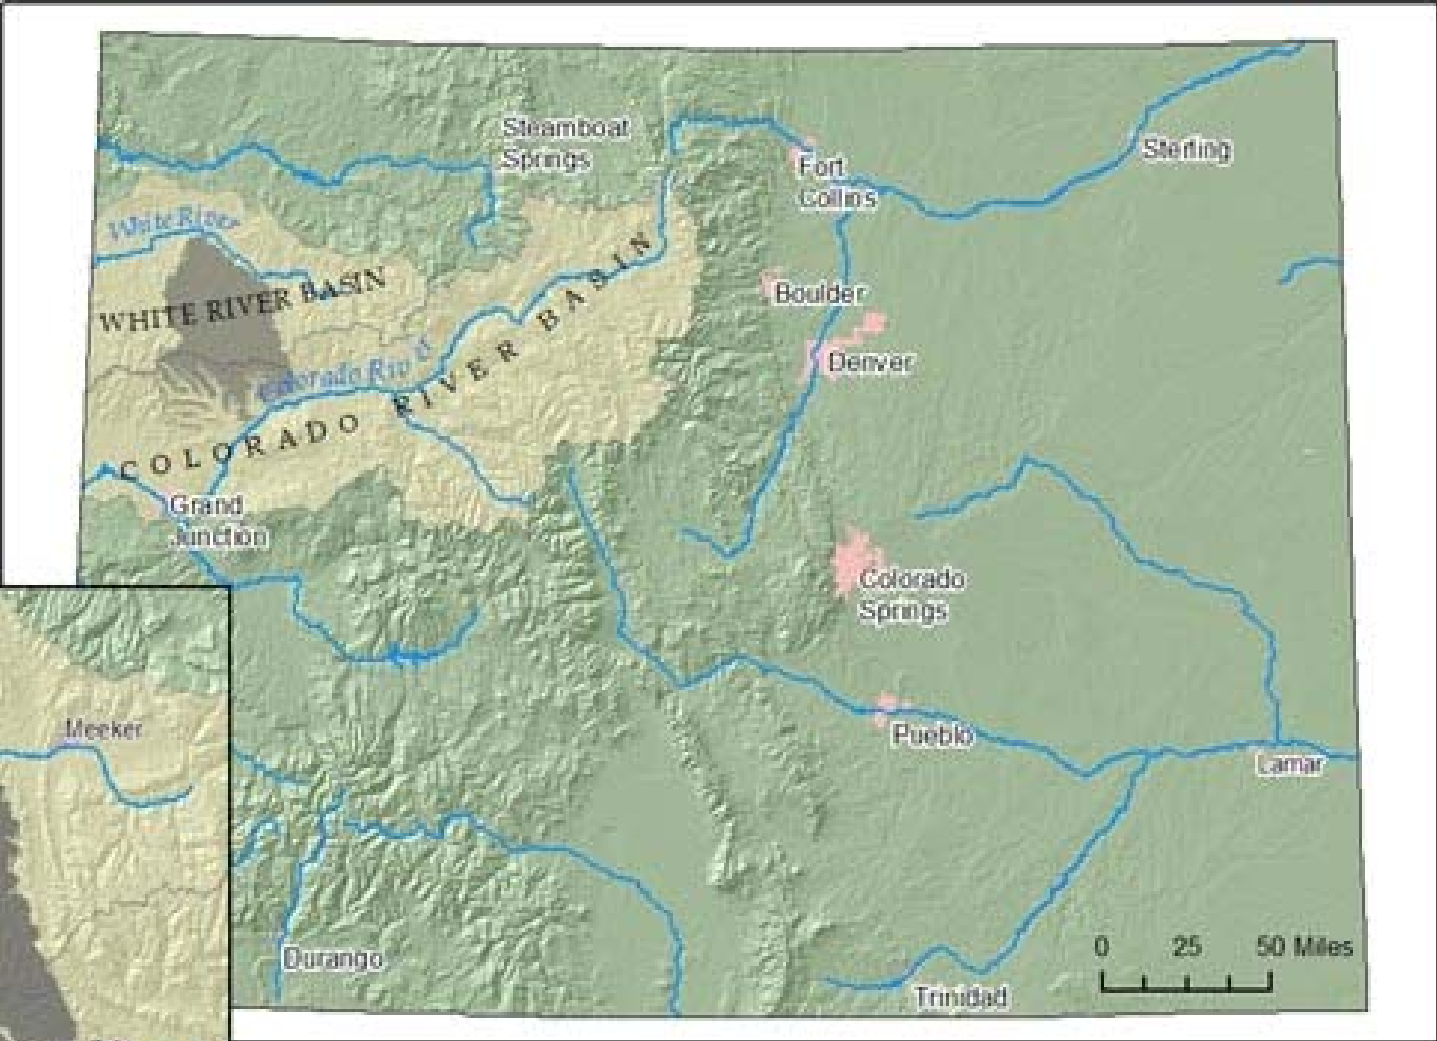 Steamboat
Springs
Fort
Collins
Sterling
White River
WHITE RIVER BASIN
Boulder
Denver
Colorado
COLORADO RIVER BASIN
Grand
Junction
Colorado
Springs
Meeker
Pueblo
Lamar
Durango
Trinidad
0 25 50 Miles